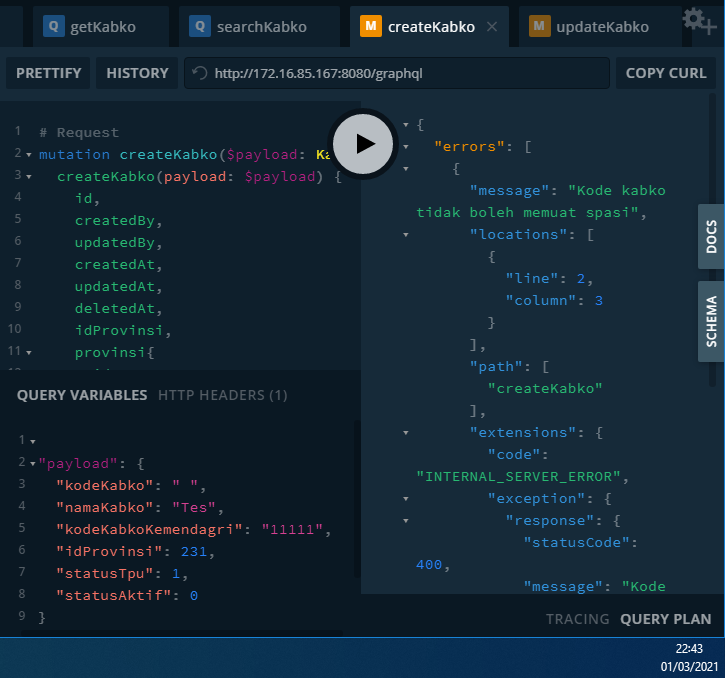 Q getKabko
Q searchKabko
M createKabko
M updateKabko
PRETTIFY
HISTORY
http://172.16.85.167:8080/graphql
COPY CURL
1 # Request
2 mutation createKabko($payload: Ka
3 createKabko(payload: $payload) {
4 id,
5 createdBy,
6 updatedBy,
7 createdAt,
8 updatedAt,
9 deletedAt,
10 idProvinsi,
11 provinsi{
QUERY VARIABLES HTTP HEADERS (1)
1
2 "payload": {
3 "kodeKabko": " ",
4 "namaKabko": "Tes",
5 "kodeKabkoKemendagri": "11111",
6 "idProvinsi": 231,
7 "statusTpu": 1,
8 "statusAktif": 0
9 }
{
"errors": [
{
"message": "Kode kabko
tidak boleh memuat spasi",
"locations": [
{
"line": 2,
"column": 3
}
],
"path": [
"createKabko"
],
"extensions": {
"code":
"INTERNAL_SERVER_ERROR",
"exception": {
"response": {
"statusCode":
400,
"message": "Kode
DOCS
SCHEMA
TRACING QUERY PLAN
22:43
01/03/2021